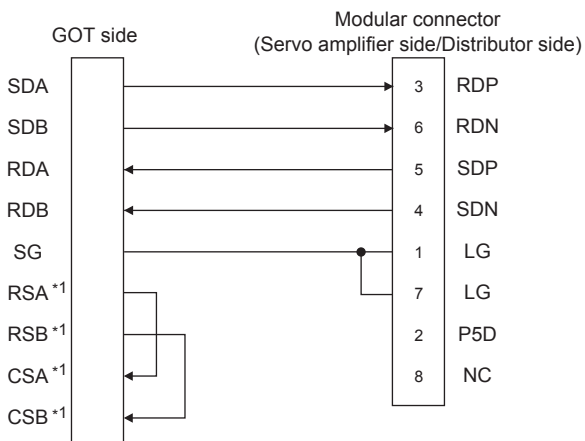 Modular connector
GOT side
(Servo amplifier side/Distributor side)
SDA 3 RDP
SDB 6 RDN
RDA 5 SDP
RDB 4 SDN
SG 1 LG
RSA *1 7 LG
RSB *1 2 P5D
CSA *1 8 NC
CSB *1